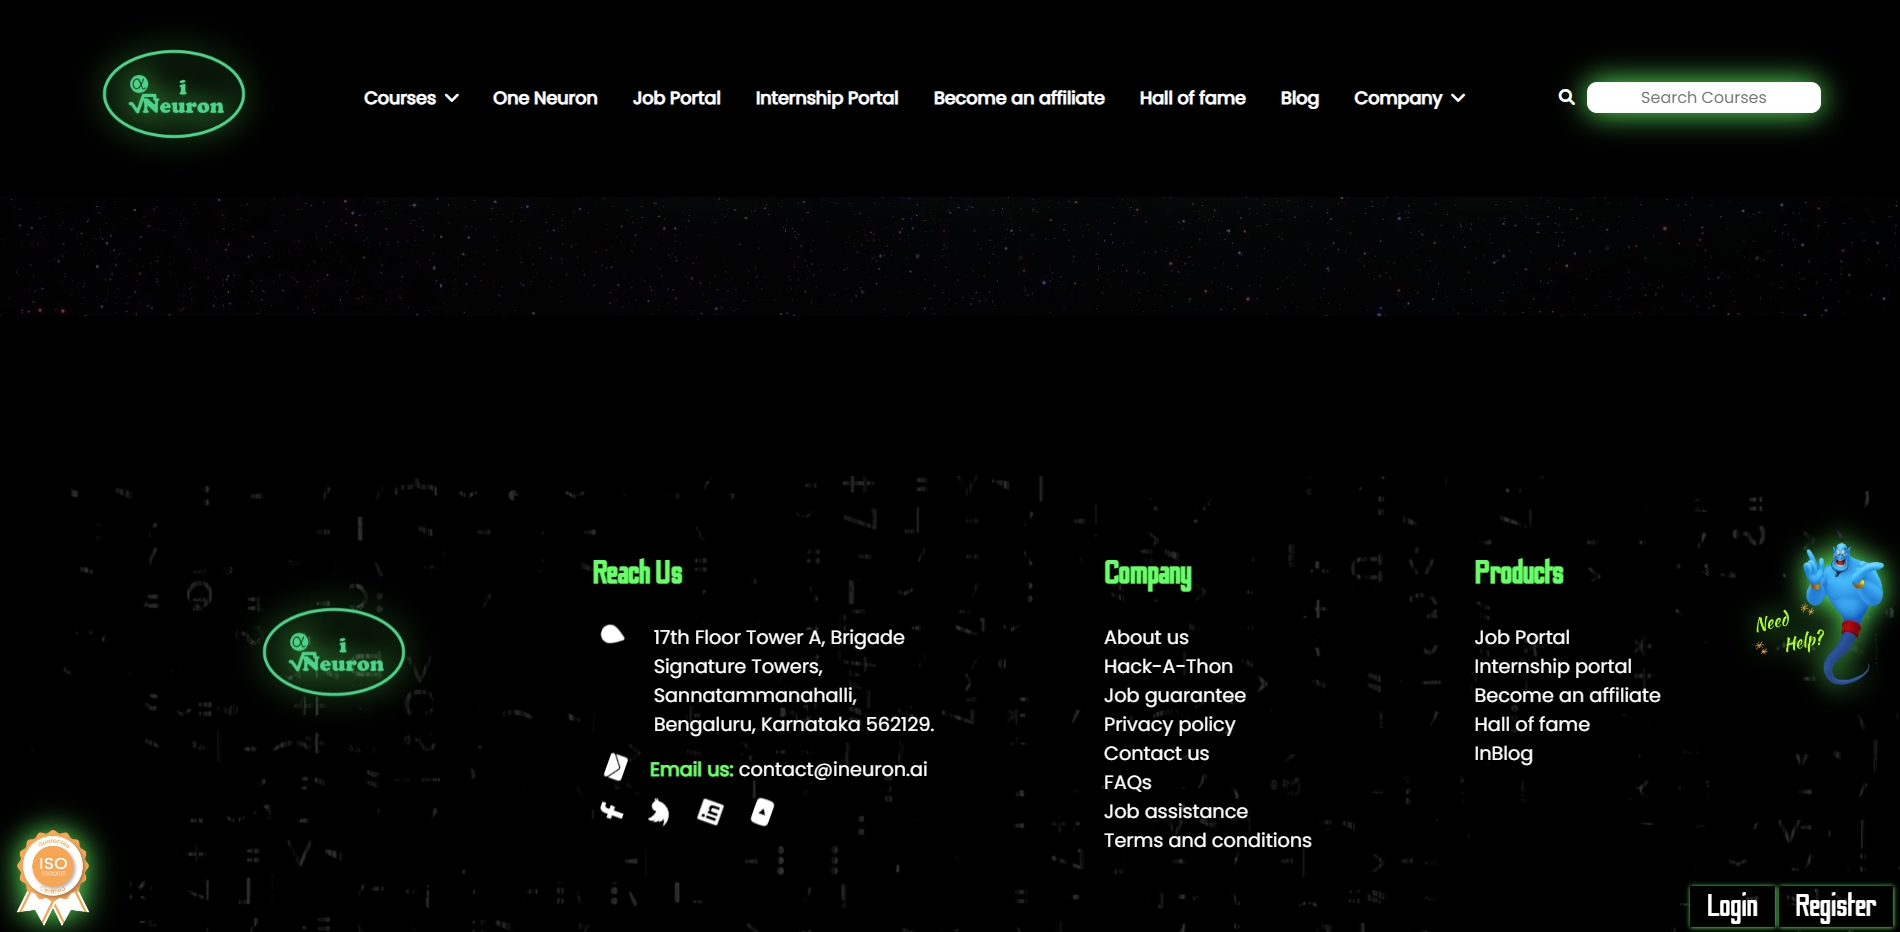 α i
√Neuron
Courses
One Neuron
Job Portal
Internship Portal
Become an affiliate
Hall of fame
Blog
Company
Search Courses
α i
√Neuron
Reach Us
17th Floor Tower A, Brigade
Signature Towers,
Sannatammanahalli,
Bengaluru, Karnataka 562129.
Email us: contact@ineuron.ai
Company
About us
Hack-A-Thon
Job guarantee
Privacy policy
Contact us
FAQs
Job assistance
Terms and conditions
Products
Job Portal
Internship portal
Become an affiliate
Hall of fame
InBlog
Need
Help?
ISO
Login
Register